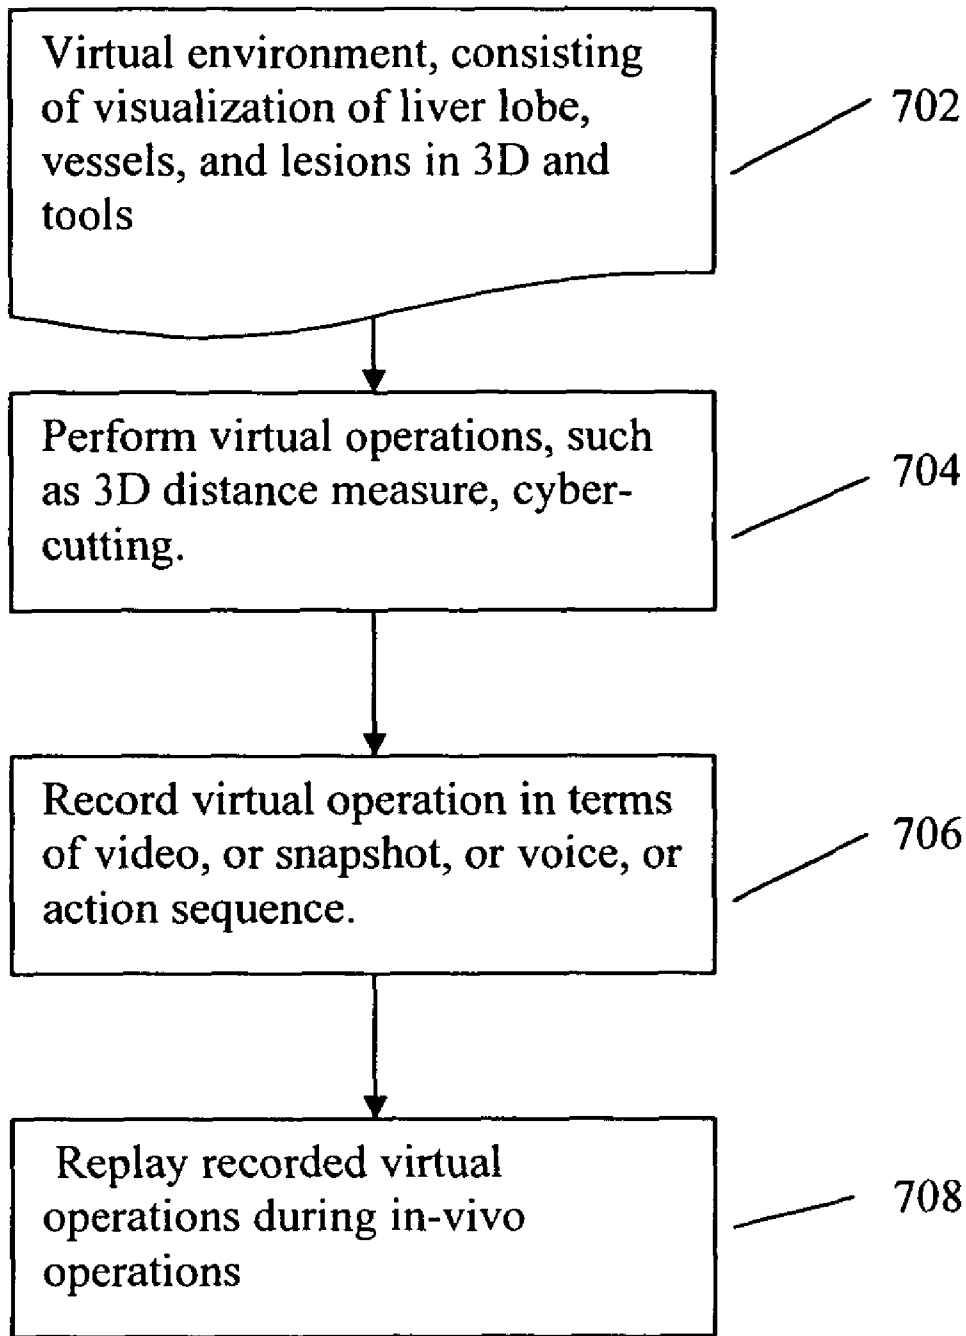 Virtual environment, consisting
of visualization of liver lobe,
vessels, and lesions in 3D and
tools
702
Perform virtual operations, such
as 3D distance measure, cyber-
cutting.
704
Record virtual operation in terms
of video, or snapshot, or voice, or
action sequence.
706
Replay recorded virtual
operations during in-vivo
operations
708